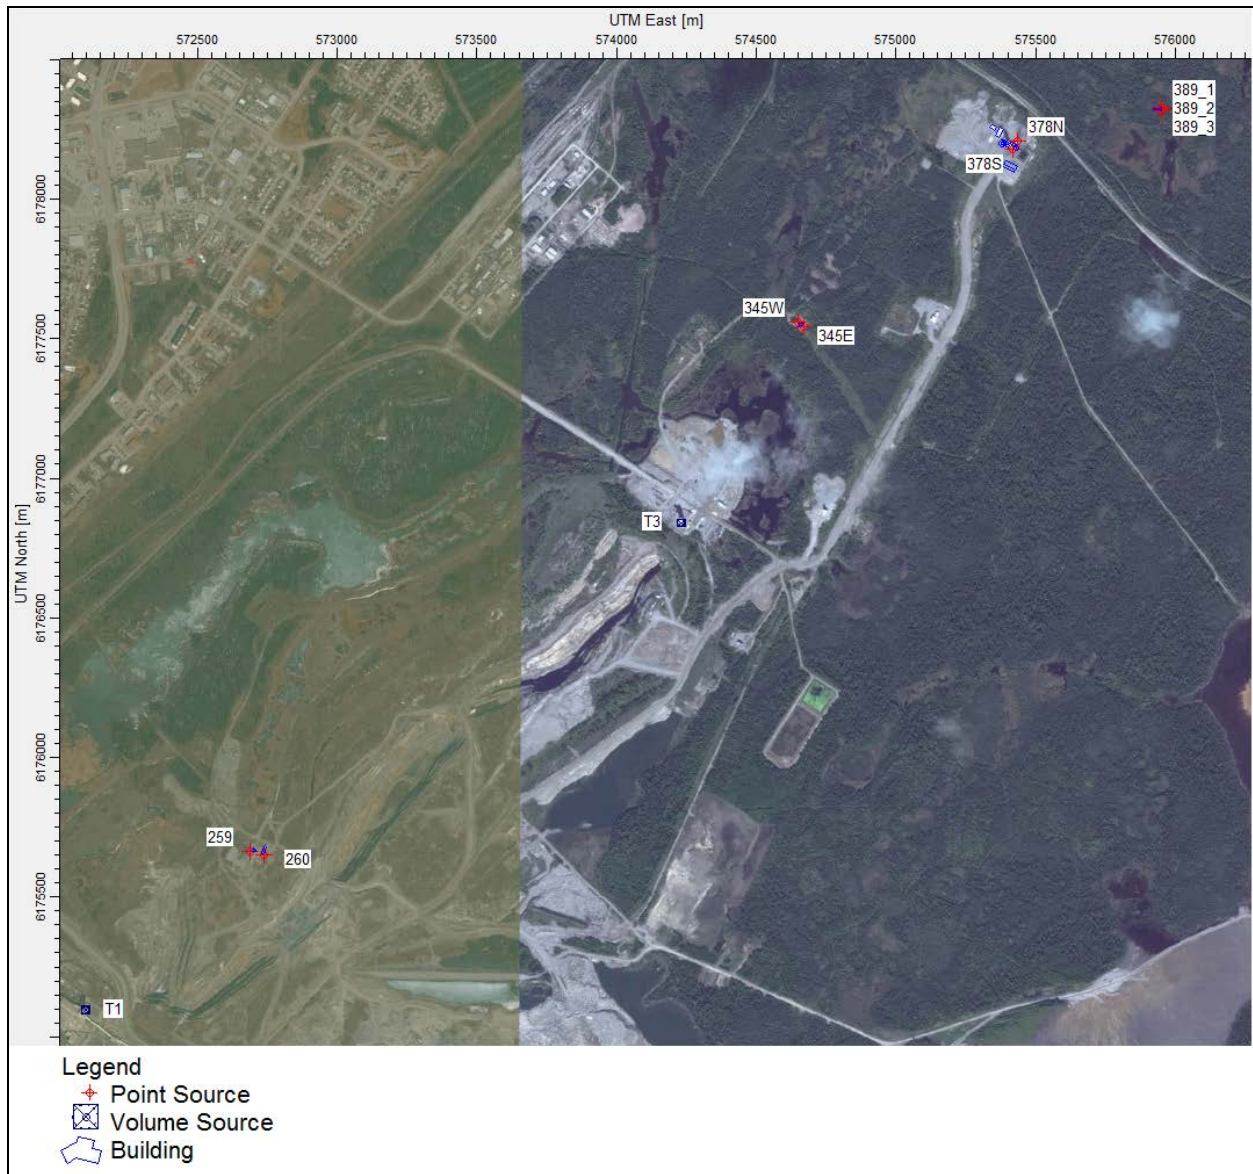 UTM East [m]
572500 573000 573500 574000 574500 575000 575500 576000
389_1
389_2
389_3
378N
378S
6178000
345W
345E
6177500
UTM North [m]
6177000
T3
6176500
6176000
259
260
6175500
T1
Legend
Point Source
Volume Source
Building